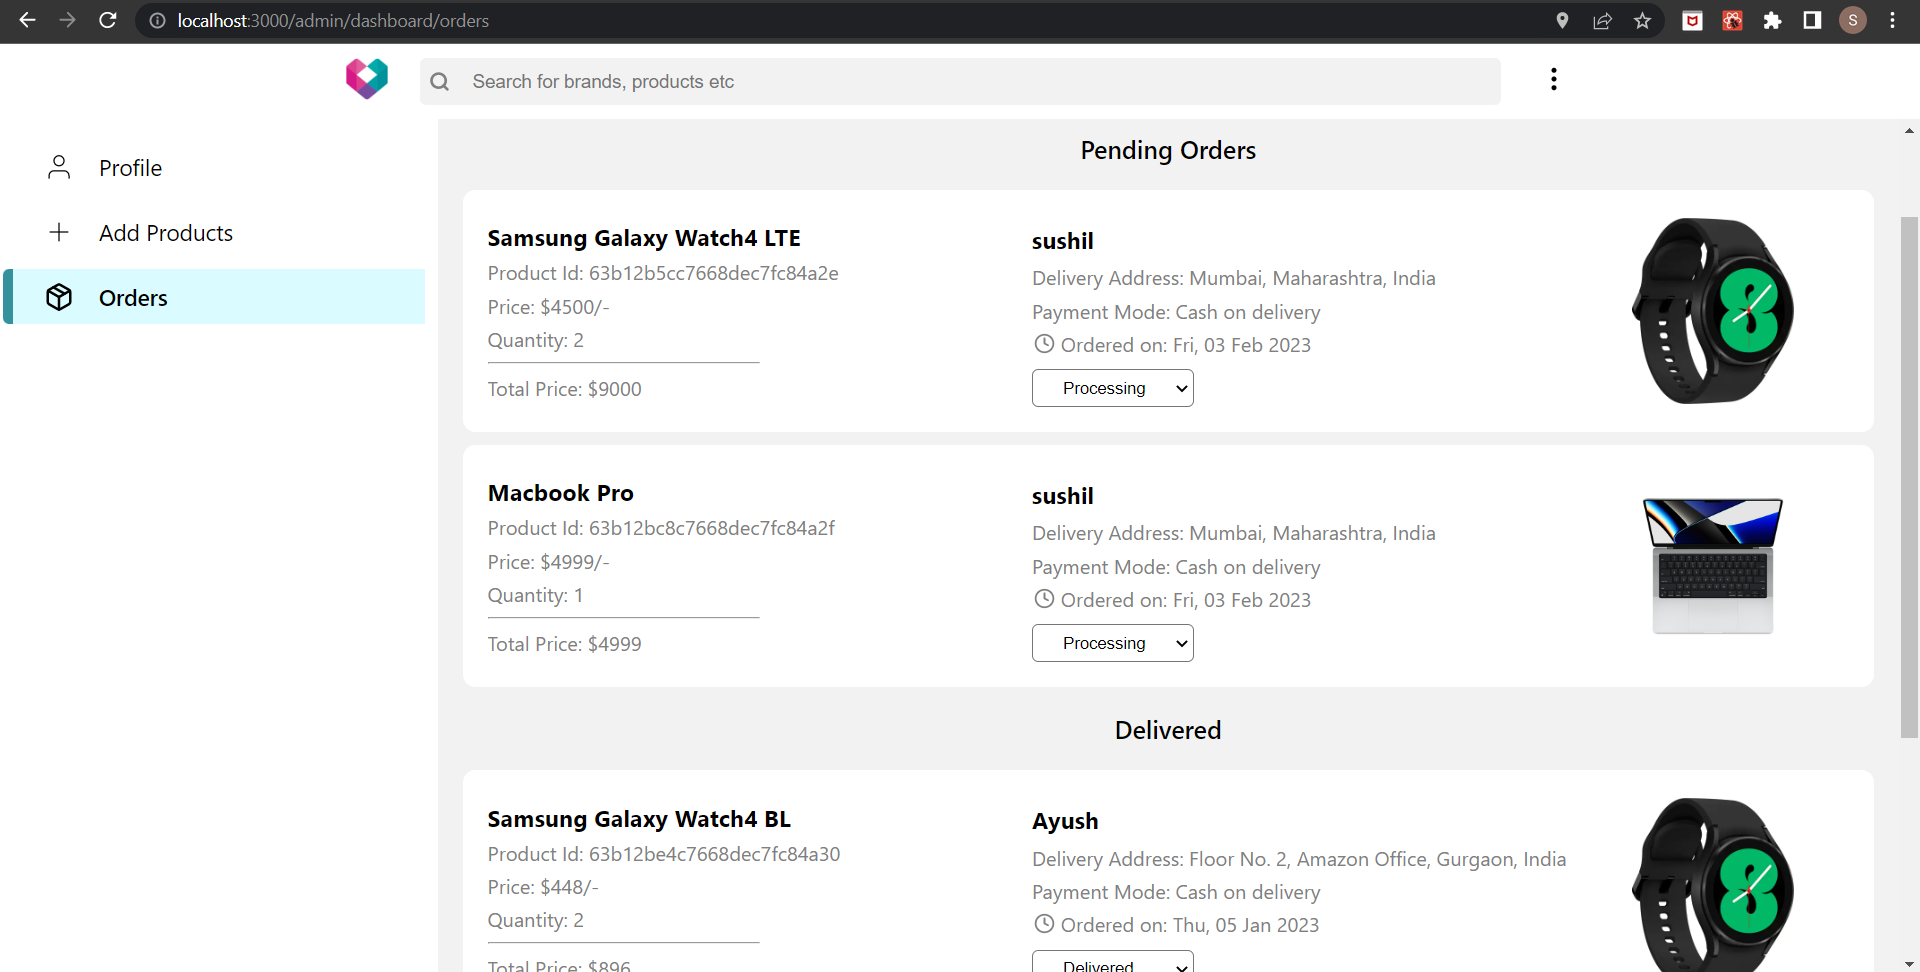 localhost:3000/admin/dashboard/orders
S
Search for brands, products etc
Profile
Add Products
Orders
Pending Orders
Samsung Galaxy Watch4 LTE
Product Id: 63b12b5cc7668dec7fc84a2e
Price: $4500/-
Quantity: 2
Total Price: $9000
sushil
Delivery Address: Mumbai, Maharashtra, India
Payment Mode: Cash on delivery
Ordered on: Fri, 03 Feb 2023
Processing
Macbook Pro
Product Id: 63b12bc8c7668dec7fc84a2f
Price: $4999/-
Quantity: 1
Total Price: $4999
sushil
Delivery Address: Mumbai, Maharashtra, India
Payment Mode: Cash on delivery
Ordered on: Fri, 03 Feb 2023
Processing
Delivered
Samsung Galaxy Watch4 BL
Product Id: 63b12be4c7668dec7fc84a30
Price: $448/-
Quantity: 2
Total Price: $896
Ayush
Delivery Address: Floor No. 2, Amazon Office, Gurgaon, India
Payment Mode: Cash on delivery
Ordered on: Thu, 05 Jan 2023
Delivered